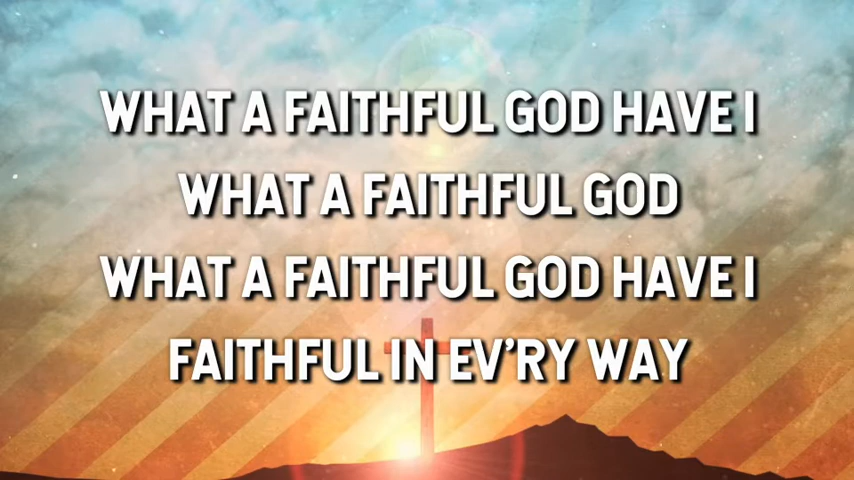 WHAT A FAITHFUL GOD HAVE I
WHAT A FAITHFUL GOD
WHAT A FAITHFUL GOD HAVE I
FAITHFUL IN EV'RY WAY